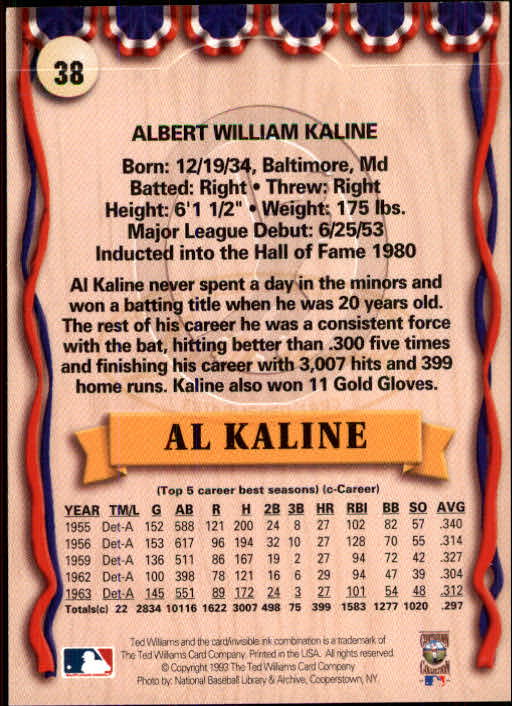 38
ALBERT WILLIAM KALINE
Born: 12/19/34, Baltimore, Md
Batted: Right • Threw: Right
Height: 6'1 1/2" • Weight: 175 lbs.
Major League Debut: 6/25/53
Inducted into the Hall of Fame 1980
Al Kaline never spent a day in the minors and
won a batting title when he was 20 years old.
The rest of his career he was a consistent force
with the bat, hitting better than .300 five times
and finishing his career with 3,007 hits and 399
home runs. Kaline also won 11 Gold Gloves.
AL KALINE
(Top 5 career best seasons) (c-Career)
YEAR TM/L G AB R H 2B 3B HR RBI BB SO AVG
1955 Det-A 152 588 121 200 24 8 27 102 82 57 .340
1956 Det-A 153 617 96 194 32 10 27 128 70 55 .314
1959 Det-A 136 511 86 167 19 2 27 94 72 42 .327
1962 Det-A 100 398 78 121 16 6 29 94 47 39 .304
1963 Det-A 145 551 89 172 24 3 27 101 54 48 .312
Totals(c) 22 2834 10116 1622 3007 498 75 399 1583 1277 1020 .297
Ted Williams and the card/invisible ink combination is a trademark of
The Ted Williams Card Company. Printed in the U.S.A. All rights reserved.
© Copyright 1993 The Ted Williams Card Company
Photo by: National Baseball Library & Archive, Cooperstown, NY.